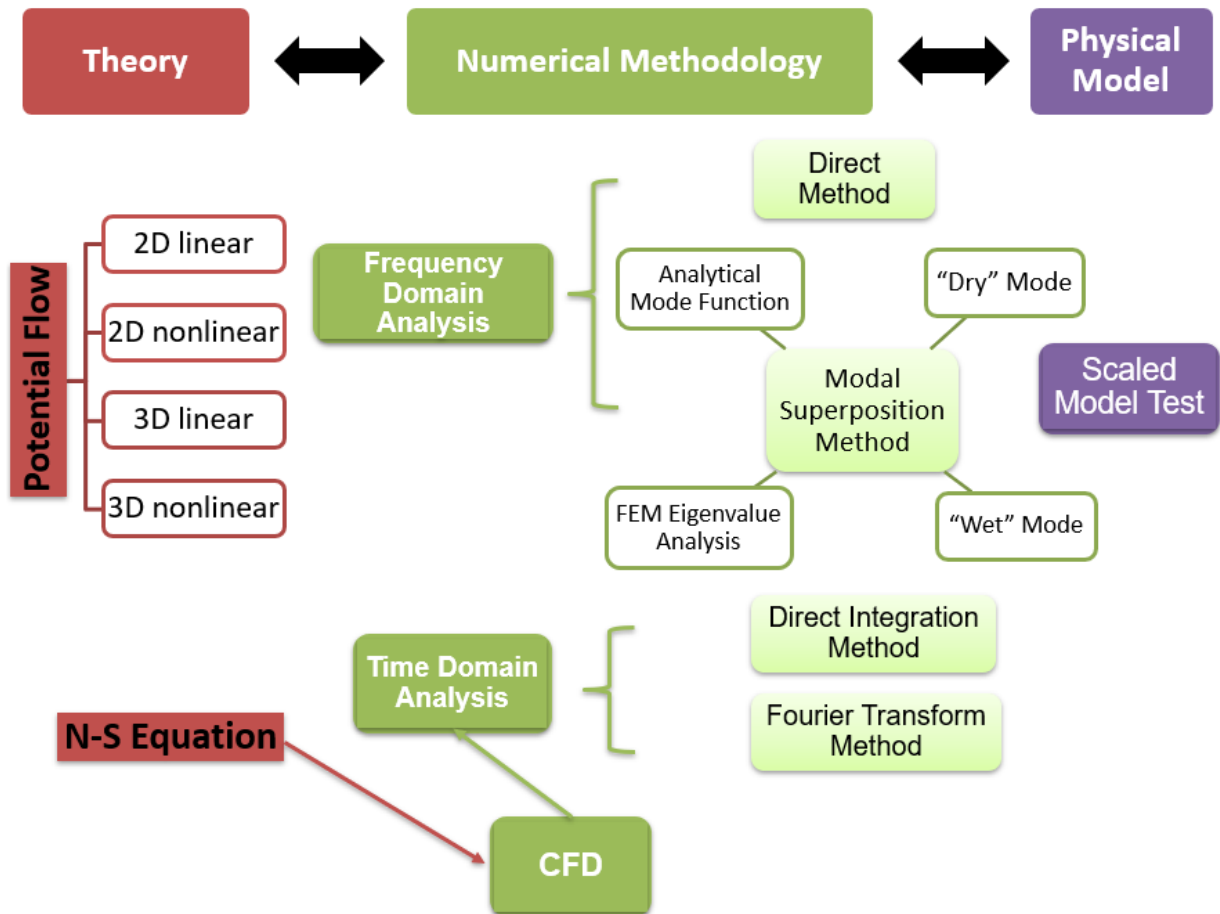 Theory
Numerical Methodology
Physical
Model
Direct
Method
Potential Flow
2D linear
2D nonlinear
3D linear
3D nonlinear
Frequency
Domain
Analysis
Analytical
Mode Function
“Dry” Mode
Modal
Superposition
Method
Scaled
Model Test
FEM Eigenvalue
Analysis
“Wet” Mode
Direct Integration
Method
Time Domain
Analysis
Fourier Transform
Method
N-S Equation
CFD